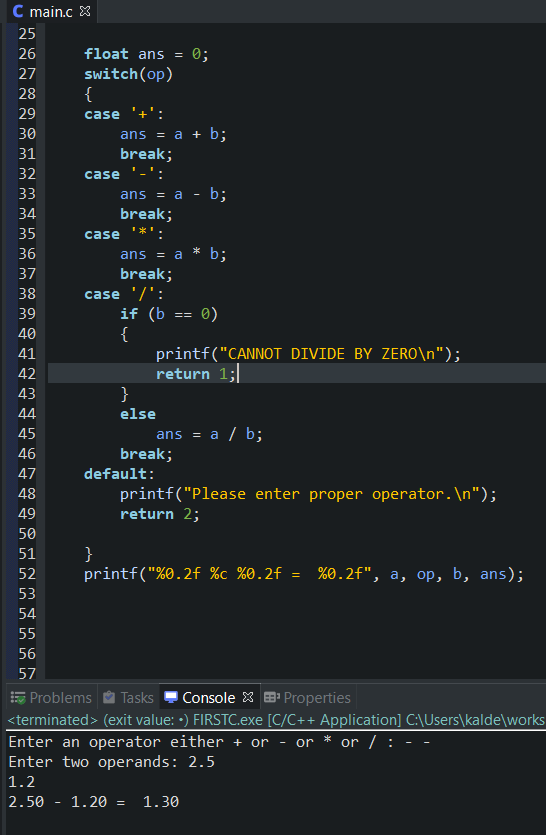 main.c
25
26 float ans = 0;
27 switch(op)
28 {
29 case '+':
30 ans = a + b;
31 break;
32 case '-':
33 ans = a - b;
34 break;
35 case '*':
36 ans = a * b;
37 break;
38 case '/':
39 if (b == 0)
40 {
41 printf("CANNOT DIVIDE BY ZERO\n");
42 return 1;
43 }
44 else
45 ans = a / b;
46 break;
47 default:
48 printf("Please enter proper operator.\n");
49 return 2;
50
51 }
52 printf("%0.2f %c %0.2f =  %0.2f", a, op, b, ans);
53
54
55
56
57
Problems Tasks Console Properties
<terminated> (exit value: •) FIRSTC.exe [C/C++ Application] C:\Users\kalde\works
Enter an operator either + or - or * or / : - -
Enter two operands: 2.5
1.2
2.50 - 1.20 =  1.30